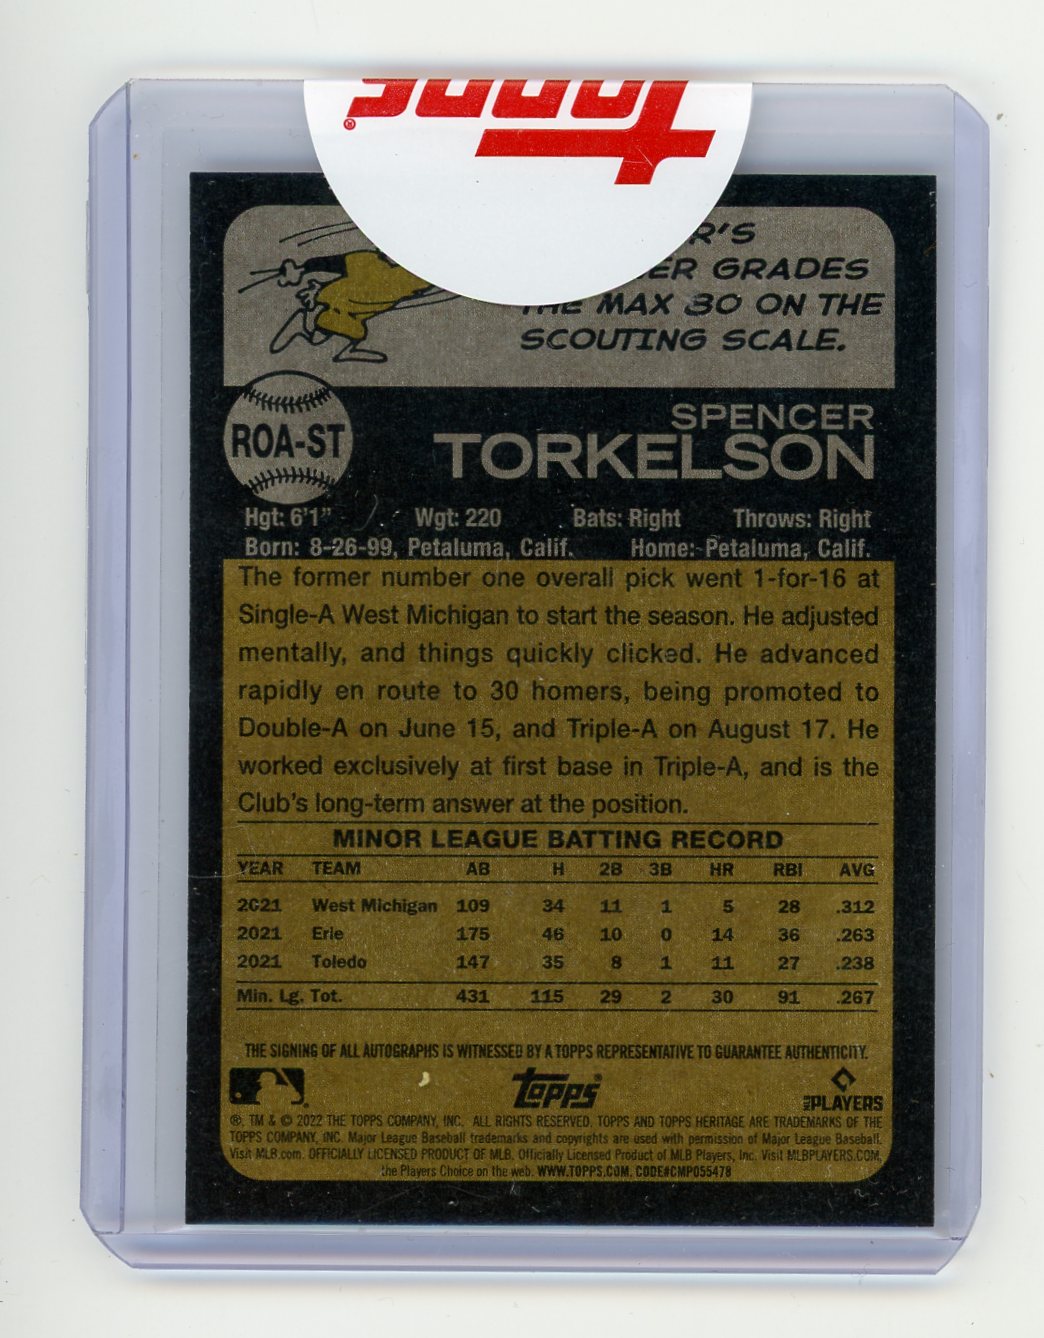 Topps®
R'S
ER GRADES
THE MAX 80 ON THE
SCOUTING SCALE.
ROA-ST
SPENCER
TORKELSON
Hgt: 6'1" Wgt: 220 Bats: Right Throws: Right
Born: 8-26-99, Petaluma, Calif. Home: Petaluma, Calif.
The former number one overall pick went 1-for-16 at
Single-A West Michigan to start the season. He adjusted
mentally, and things quickly clicked. He advanced
rapidly en route to 30 homers, being promoted to
Double-A on June 15, and Triple-A on August 17. He
worked exclusively at first base in Triple-A, and is the
Club's long-term answer at the position.
MINOR LEAGUE BATTING RECORD
YEAR TEAM AB H 2B 3B HR RBI AVG
2021 West Michigan 109 34 11 1 5 28 .312
2021 Erie 175 46 10 0 14 36 .263
2021 Toledo 147 35 8 1 11 27 .238
Min. Lg. Tot. 431 115 29 2 30 91 .267
THE SIGNING OF ALL AUTOGRAPHS IS WITNESSED BY A TOPPS REPRESENTATIVE TO GUARANTEE AUTHENTICITY.
Topps® MLB PLAYERS
®, TM & © 2022 THE TOPPS COMPANY, INC. ALL RIGHTS RESERVED. TOPPS AND TOPPS HERITAGE ARE TRADEMARKS OF THE
TOPPS COMPANY, INC. Major League Baseball trademarks and copyrights are used with permission of Major League Baseball.
Visit MLB.com. OFFICIALLY LICENSED PRODUCT OF MLB. Officially Licensed Product of MLB Players, Inc. Visit MLBPLAYERS.COM,
the Players Choice on the web. WWW.TOPPS.COM. CODE#CMP055478